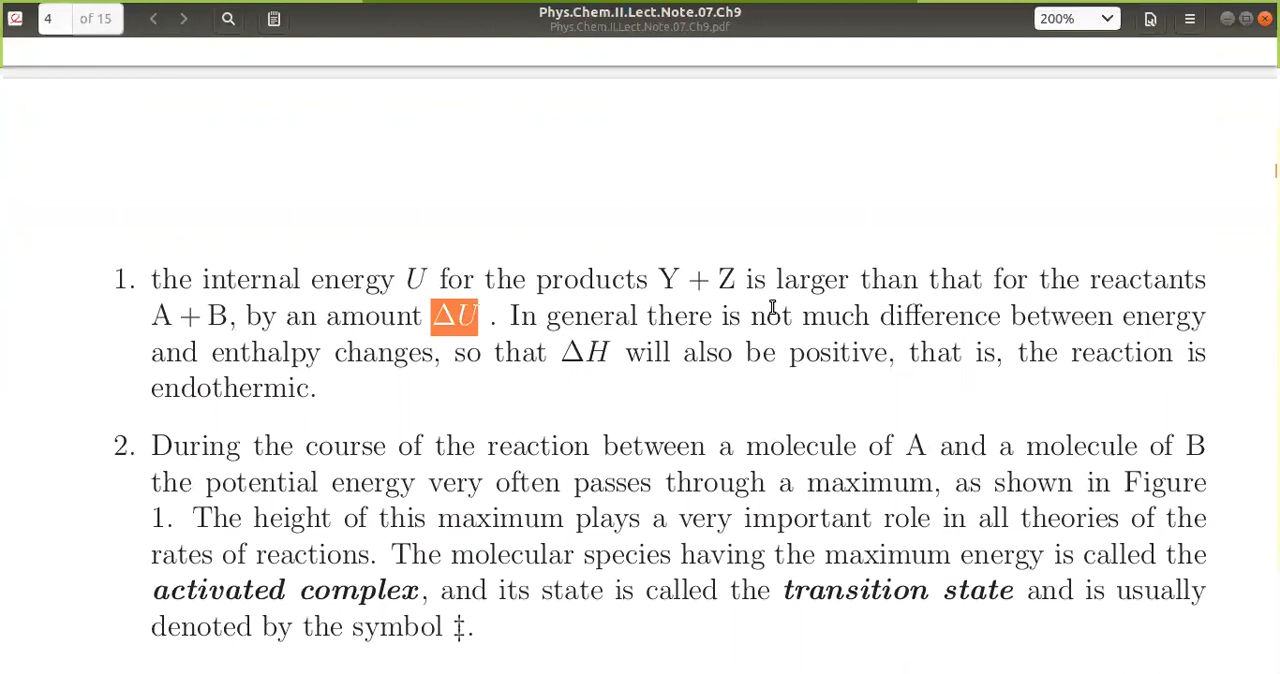 4 of 15
Phys.Chem.II.Lect.Note.07.Ch9
Phys.Chem.II.Lect.Note.07.Ch9.pdf
200%
1. the internal energy U for the products Y + Z is larger than that for the reactants
A + B, by an amount ΔU . In general there is not much difference between energy
and enthalpy changes, so that ΔH will also be positive, that is, the reaction is
endothermic.
2. During the course of the reaction between a molecule of A and a molecule of B
the potential energy very often passes through a maximum, as shown in Figure
1. The height of this maximum plays a very important role in all theories of the
rates of reactions. The molecular species having the maximum energy is called the
activated complex, and its state is called the transition state and is usually
denoted by the symbol ‡.